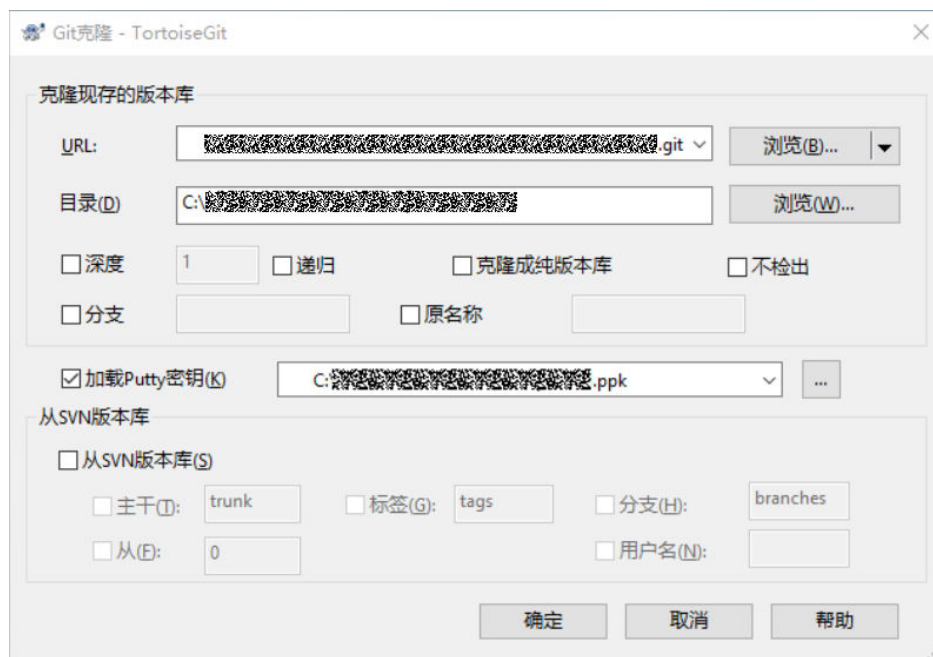 Git克隆 - TortoiseGit
克隆现存的版本库
URL: .git 浏览(B)...
目录(D) C:\ 浏览(W)...
深度 1 递归 克隆成纯版本库 不检出
分支 原名称
加载Putty密钥(K) C: .ppk ...
从SVN版本库
从SVN版本库(S)
主干(T): trunk 标签(G): tags 分支(H): branches
从(F): 0 用户名(N):
确定 取消 帮助